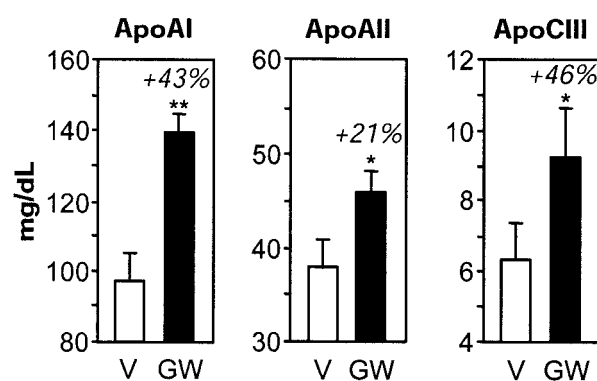 ApoAI
ApoAII
ApoCIII
mg/dL
160
140
120
100
80
+43%
**
V GW
60
50
40
30
+21%
*
V GW
12
10
8
6
4
+46%
*
V GW